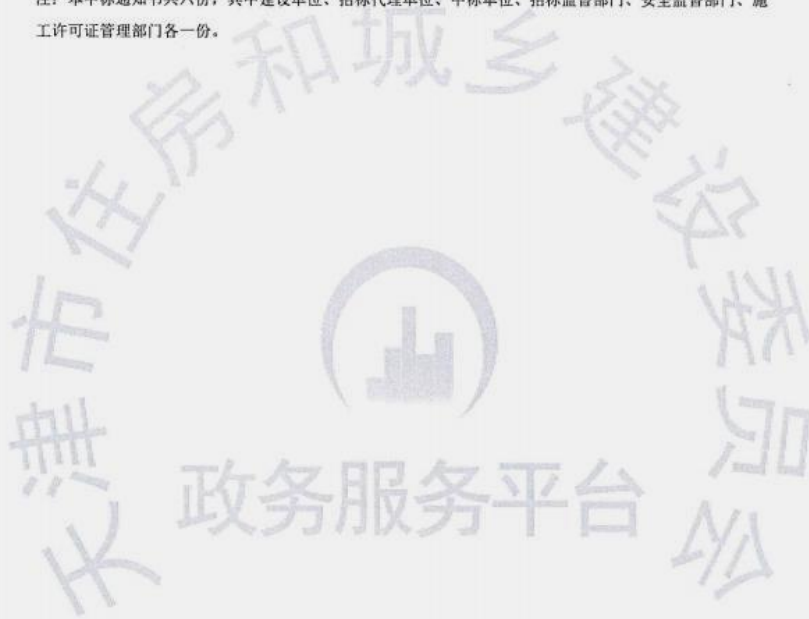 注：本中标通知书共六份，其中建设单位、招标代理单位、中标单位、招标监管部门、安全监管部门、施
工许可证管理部门各一份。
天津市住房和城乡建设委员会
政务服务平台